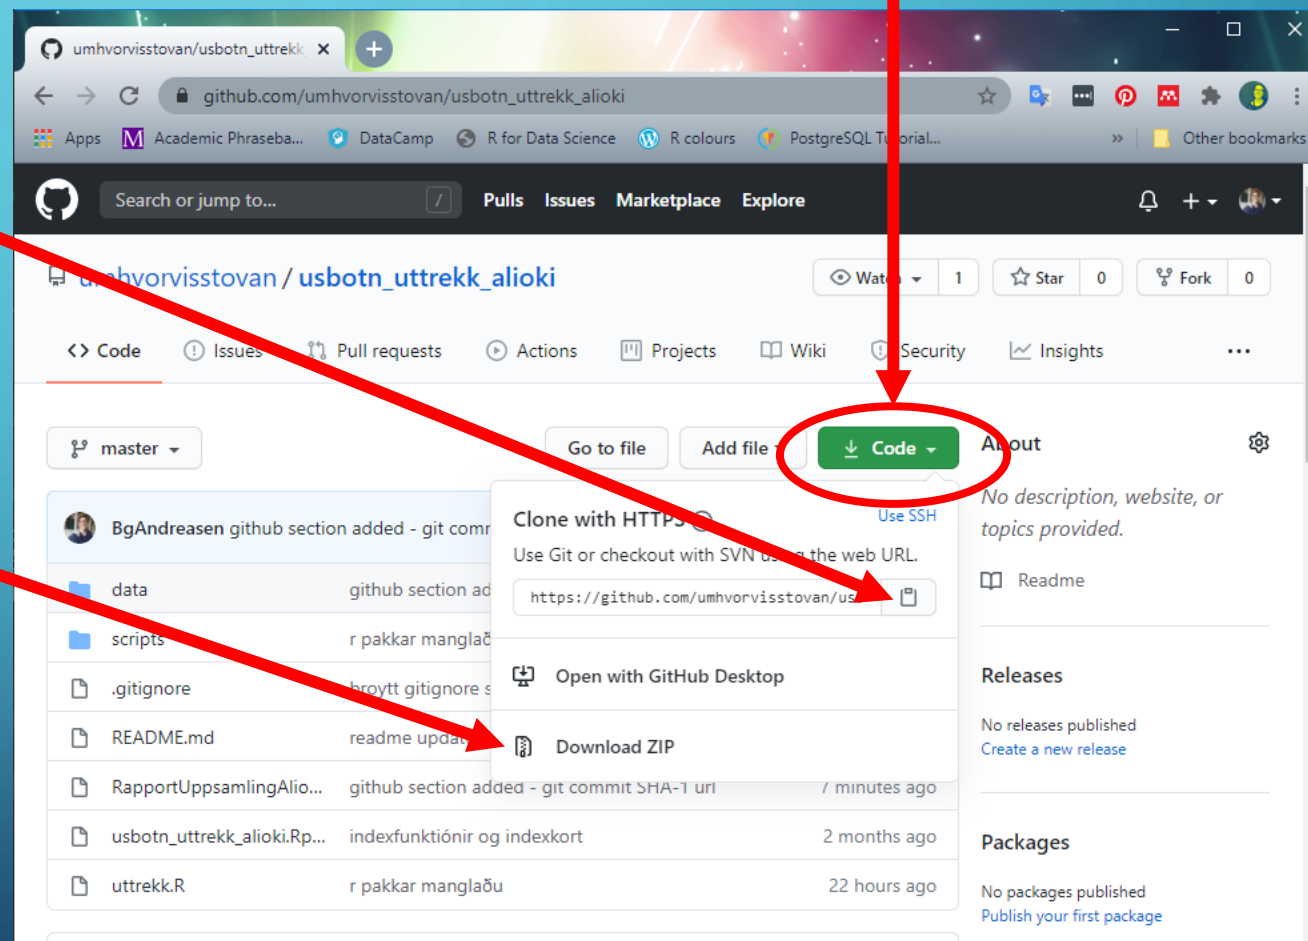 umhvorvisstovan/usbotn_uttrekk
github.com/umhvorvisstovan/usbotn_uttrekk_alioki
Apps Academic Phraseba... DataCamp R for Data Science R colours PostgreSQL Tutorial... » Other bookmarks
Search or jump to... / Pulls Issues Marketplace Explore
umhvorvisstovan / usbotn_uttrekk_alioki
Watch 1 Star 0 Fork 0
Code Issues Pull requests Actions Projects Wiki Security Insights ...
master Go to file Add file Code About
No description, website, or
topics provided.
Readme
BgAndreasen github section added - git comm
Clone with HTTPS Use SSH
Use Git or checkout with SVN using the web URL.
https://github.com/umhvorvisstovan/us
Open with GitHub Desktop
Download ZIP
data github section ad
scripts r pakkar manglað
.gitignore broytt gitignore s
README.md readme updat
RapportUppsamlingAlio... github section added - git commit SHA-1 url 7 minutes ago
usbotn_uttrekk_alioki.Rp... indexfunktiónir og indexkort 2 months ago
uttrekk.R r pakkar manglaðu 22 hours ago
Releases
No releases published
Create a new release
Packages
No packages published
Publish your first package